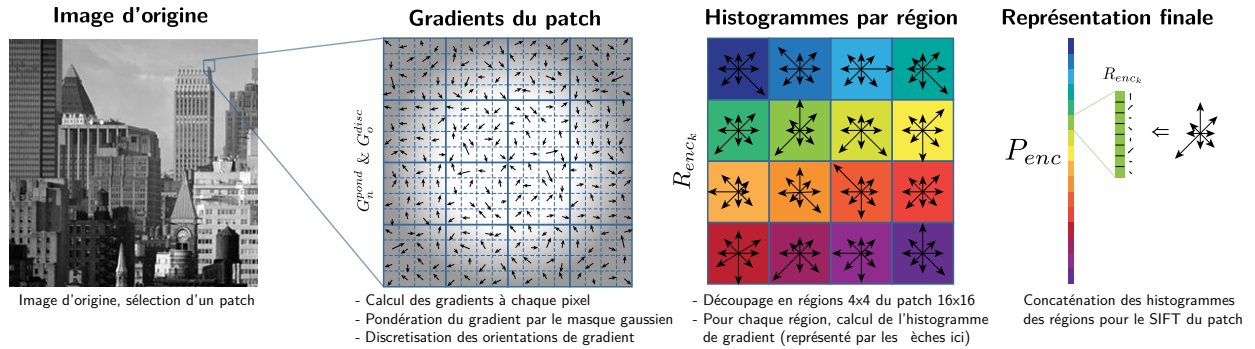 Image d'origine
Gradients du patch
Histogrammes par région
Représentation finale
G_n^{pond} & G_o^{disc}
R_{enc_k}
P_{enc}
R_{enc_k}
⇐
Image d'origine, sélection d'un patch
- Calcul des gradients à chaque pixel
- Pondération du gradient par le masque gaussien
- Discretisation des orientations de gradient
- Découpage en régions 4x4 du patch 16x16
- Pour chaque région, calcul de l'histogramme
de gradient (représenté par les èches ici)
Concaténation des histogrammes
des régions pour le SIFT du patch